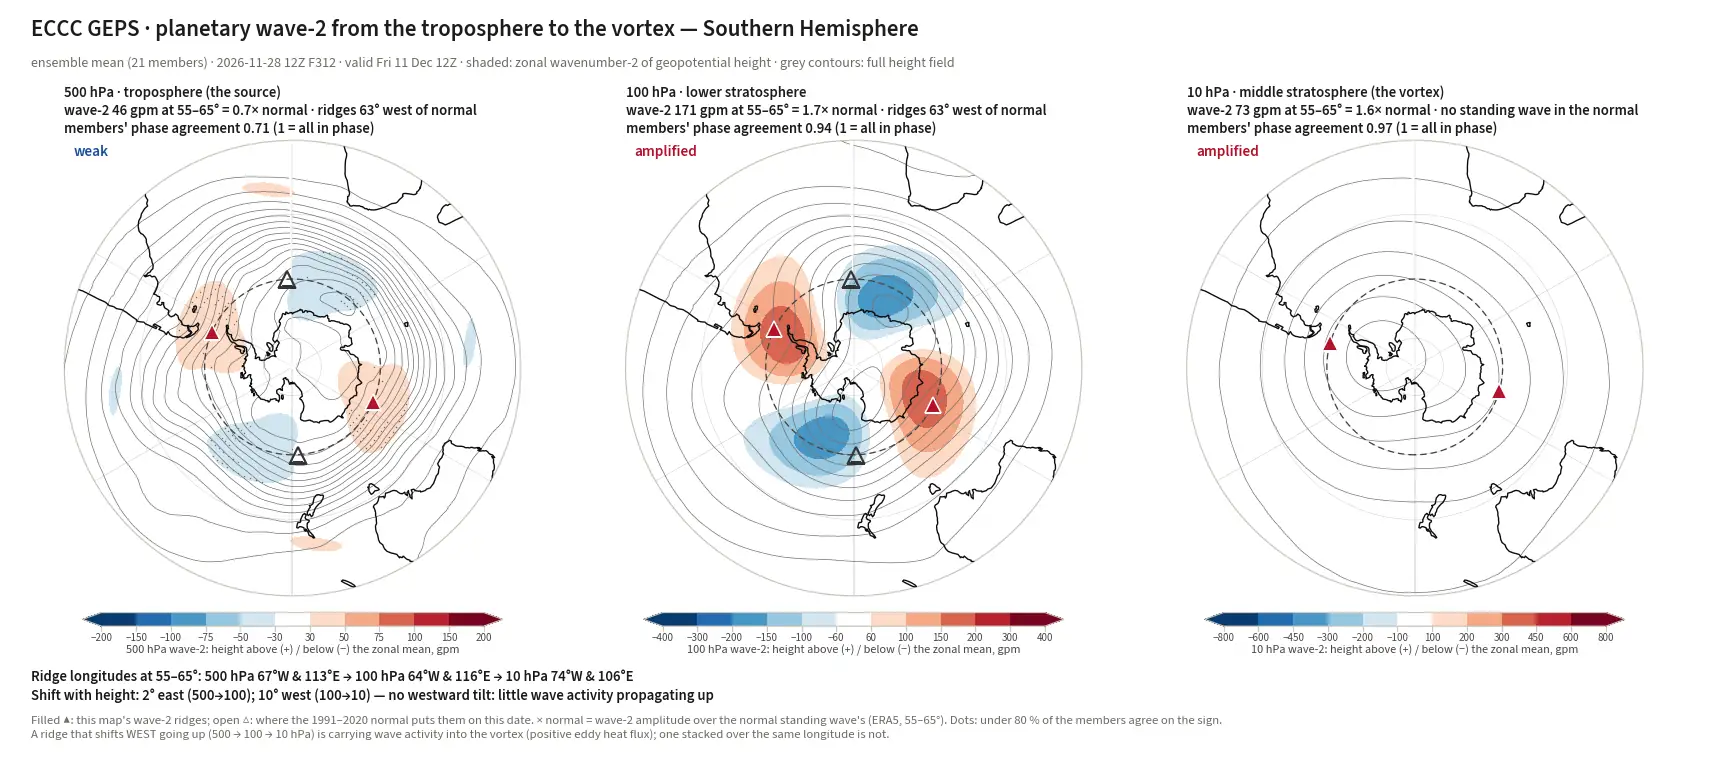 ECCC GEPS · planetary wave-2 from the troposphere to the vortex — Southern Hemisphere
ensemble mean (21 members) · 2026-11-28 12Z F312 · valid Fri 11 Dec 12Z · shaded: zonal wavenumber-2 of geopotential height · grey contours: full height field
500 hPa · troposphere (the source)
wave-2 46 gpm at 55–65° = 0.7× normal · ridges 63° west of normal
members' phase agreement 0.71 (1 = all in phase)
weak
100 hPa · lower stratosphere
wave-2 171 gpm at 55–65° = 1.7× normal · ridges 63° west of normal
members' phase agreement 0.94 (1 = all in phase)
amplified
10 hPa · middle stratosphere (the vortex)
wave-2 73 gpm at 55–65° = 1.6× normal · no standing wave in the normal
members' phase agreement 0.97 (1 = all in phase)
amplified
−200 −150 −100 −75 −50 −30 30 50 75 100 150 200
500 hPa wave-2: height above (+) / below (−) the zonal mean, gpm
−400 −300 −200 −150 −100 −60 60 100 150 200 300 400
100 hPa wave-2: height above (+) / below (−) the zonal mean, gpm
−800 −600 −450 −300 −200 −100 100 200 300 450 600 800
10 hPa wave-2: height above (+) / below (−) the zonal mean, gpm
Ridge longitudes at 55–65°: 500 hPa 67°W & 113°E → 100 hPa 64°W & 116°E → 10 hPa 74°W & 106°E
Shift with height: 2° east (500→100); 10° west (100→10) — no westward tilt: little wave activity propagating up
Filled ▲: this map's wave-2 ridges; open △: where the 1991–2020 normal puts them on this date. × normal = wave-2 amplitude over the normal standing wave's (ERA5, 55–65°). Dots: under 80 % of the members agree on the sign.
A ridge that shifts WEST going up (500 → 100 → 10 hPa) is carrying wave activity into the vortex (positive eddy heat flux); one stacked over the same longitude is not.